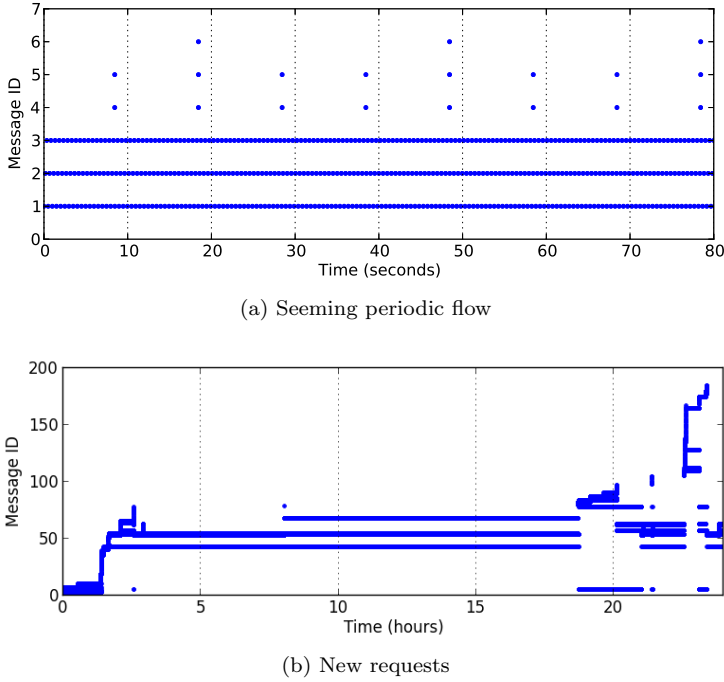 7
6
5
4
3
2
1
0
Message ID
0 10 20 30 40 50 60 70 80
Time (seconds)
(a) Seeming periodic flow
200
150
100
50
0
Message ID
0 5 10 15 20
Time (hours)
(b) New requests